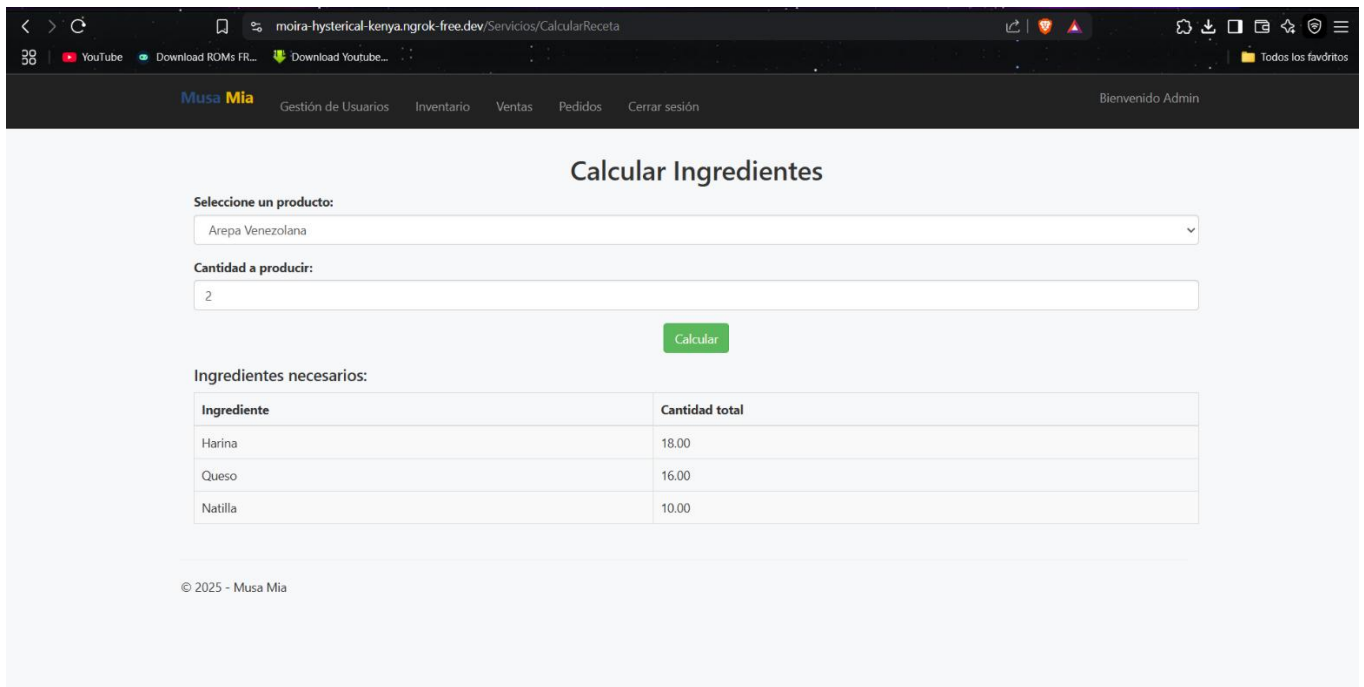 moira-hysterical-kenya.ngrok-free.dev/Servicios/CalcularReceta
YouTube Download ROMs FR... Download Youtube... Todos los favoritos
Musa Mia Gestión de Usuarios Inventario Ventas Pedidos Cerrar sesión Bienvenido Admin
Calcular Ingredientes
Seleccione un producto:
Arepa Venezolana
Cantidad a producir:
2
Calcular
Ingredientes necesarios:
Ingrediente Cantidad total
Harina 18.00
Queso 16.00
Natilla 10.00
© 2025 - Musa Mia